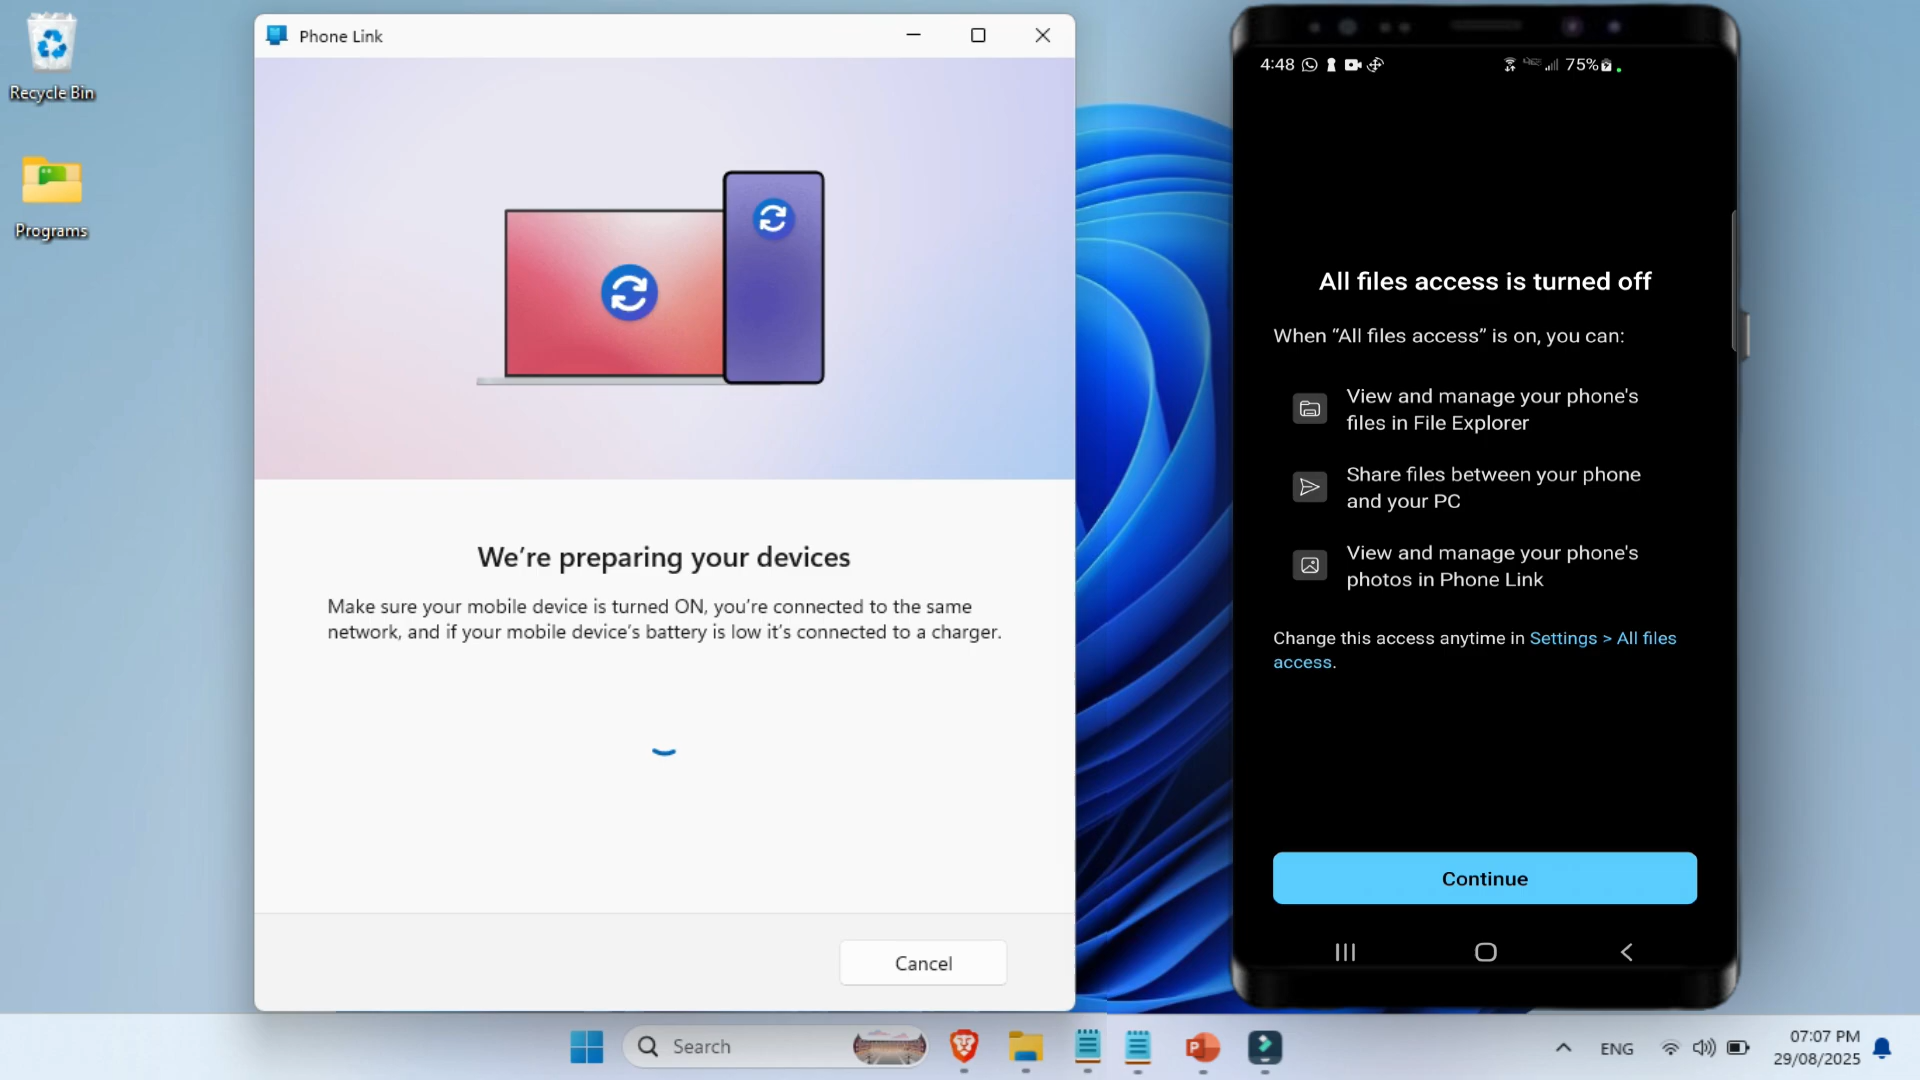 Recycle Bin
Programs
Phone Link
We're preparing your devices
Make sure your mobile device is turned ON, you're connected to the same
network, and if your mobile device's battery is low it's connected to a charger.
Cancel
4:48
75%
All files access is turned off
When “All files access” is on, you can:
View and manage your phone's
files in File Explorer
Share files between your phone
and your PC
View and manage your phone's
photos in Phone Link
Change this access anytime in Settings > All files
access.
Continue
Search
P
ENG
07:07 PM
29/08/2025